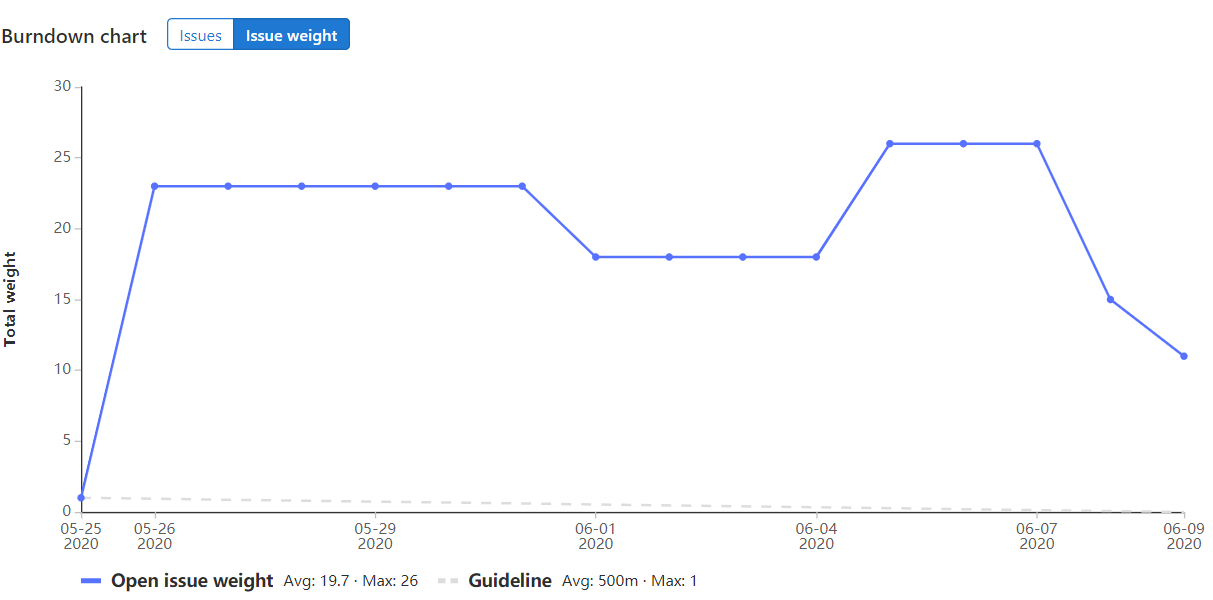 Burndown chart Issues Issue weight
30
25
20
15
10
5
0
Total weight
05-25 05-26 05-29 06-01 06-04 06-07 06-09
2020 2020 2020 2020 2020 2020 2020
Open issue weight Avg: 19.7 · Max: 26 Guideline Avg: 500m · Max: 1